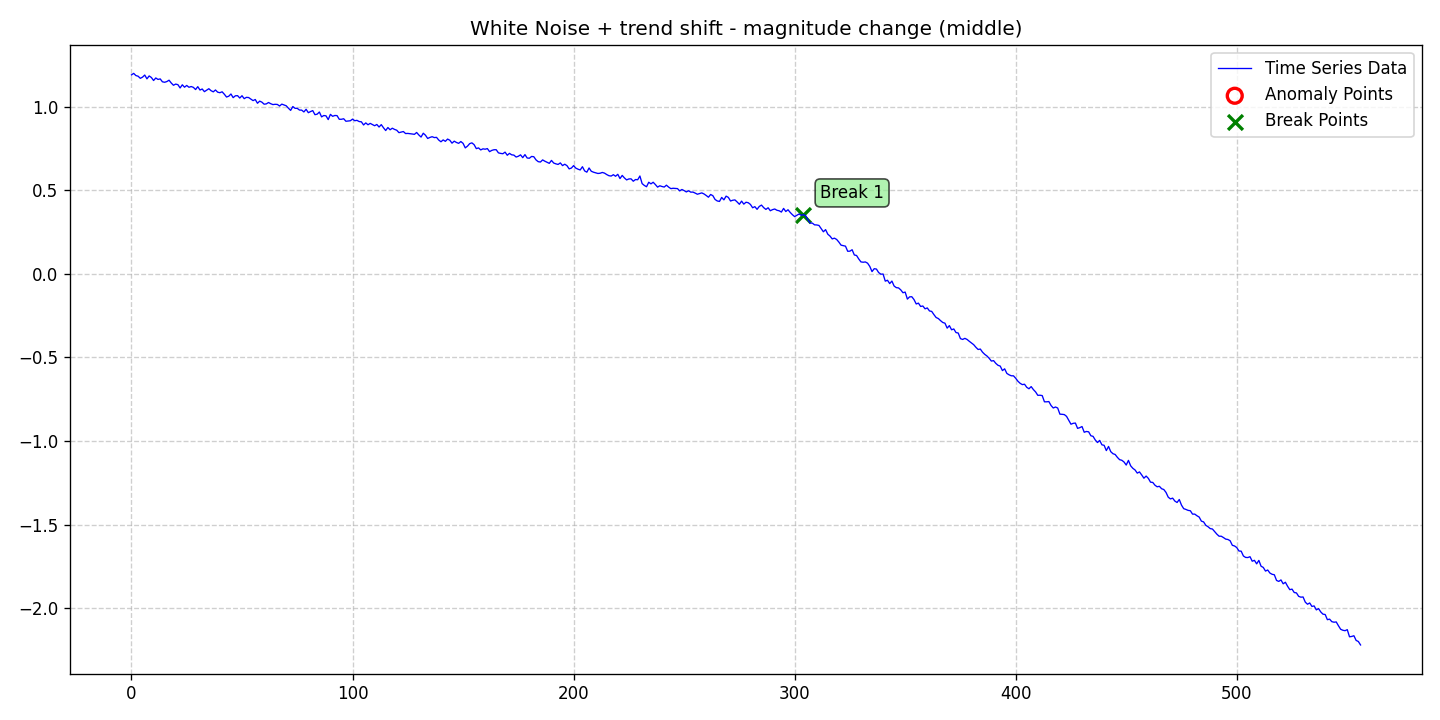 White Noise + trend shift - magnitude change (middle)
Time Series Data
Anomaly Points
Break Points
Break 1
1.0
0.5
0.0
−0.5
−1.0
−1.5
−2.0
0 100 200 300 400 500